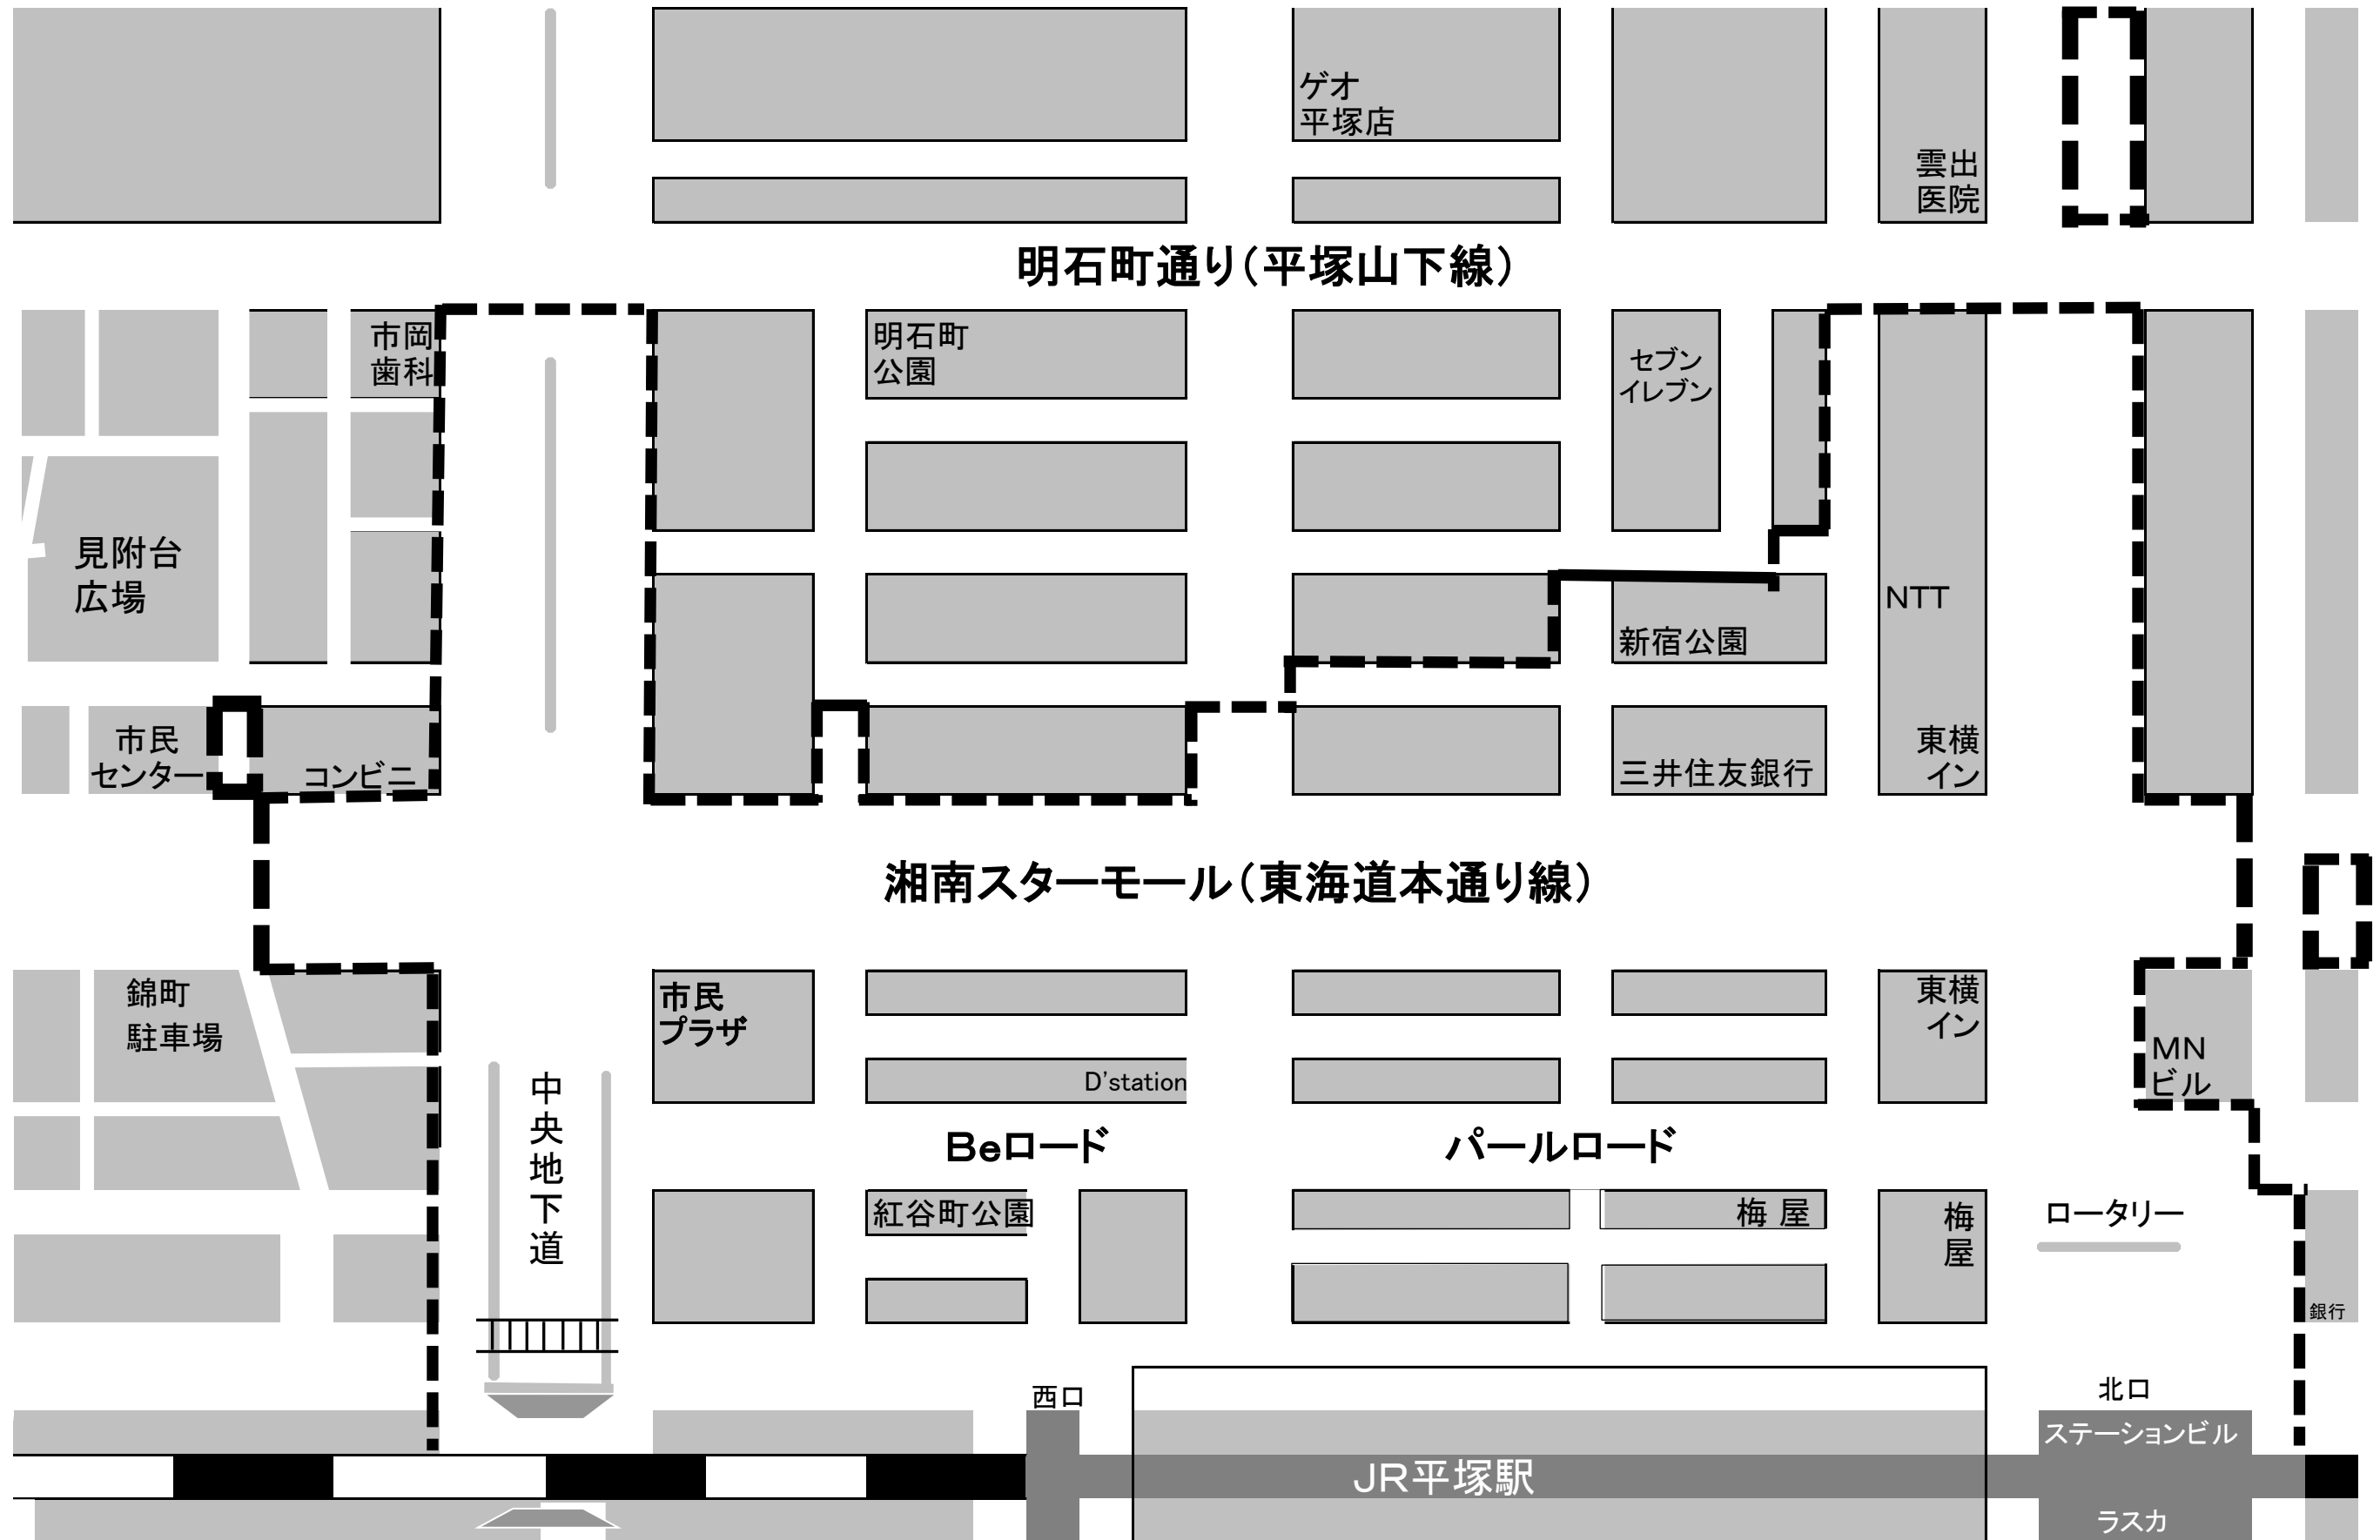 ゲオ
平塚店
雲出
医院
明石町通り（平塚山下線）
市岡
歯科
明石町
公園
セブン
イレブン
見附台
広場
NTT
新宿公園
市民
センター
コンビニ
三井住友銀行
東横
イン
湘南スターモール（東海道本通り線）
錦町
駐車場
市民
プラザ
東横
イン
MN
ビル
D'station
中央地下道
Beロード
パールロード
紅谷町公園
梅 屋
梅
屋
ロータリー
銀行
西口
北口
ステーションビル
JR平塚駅
ラスカ